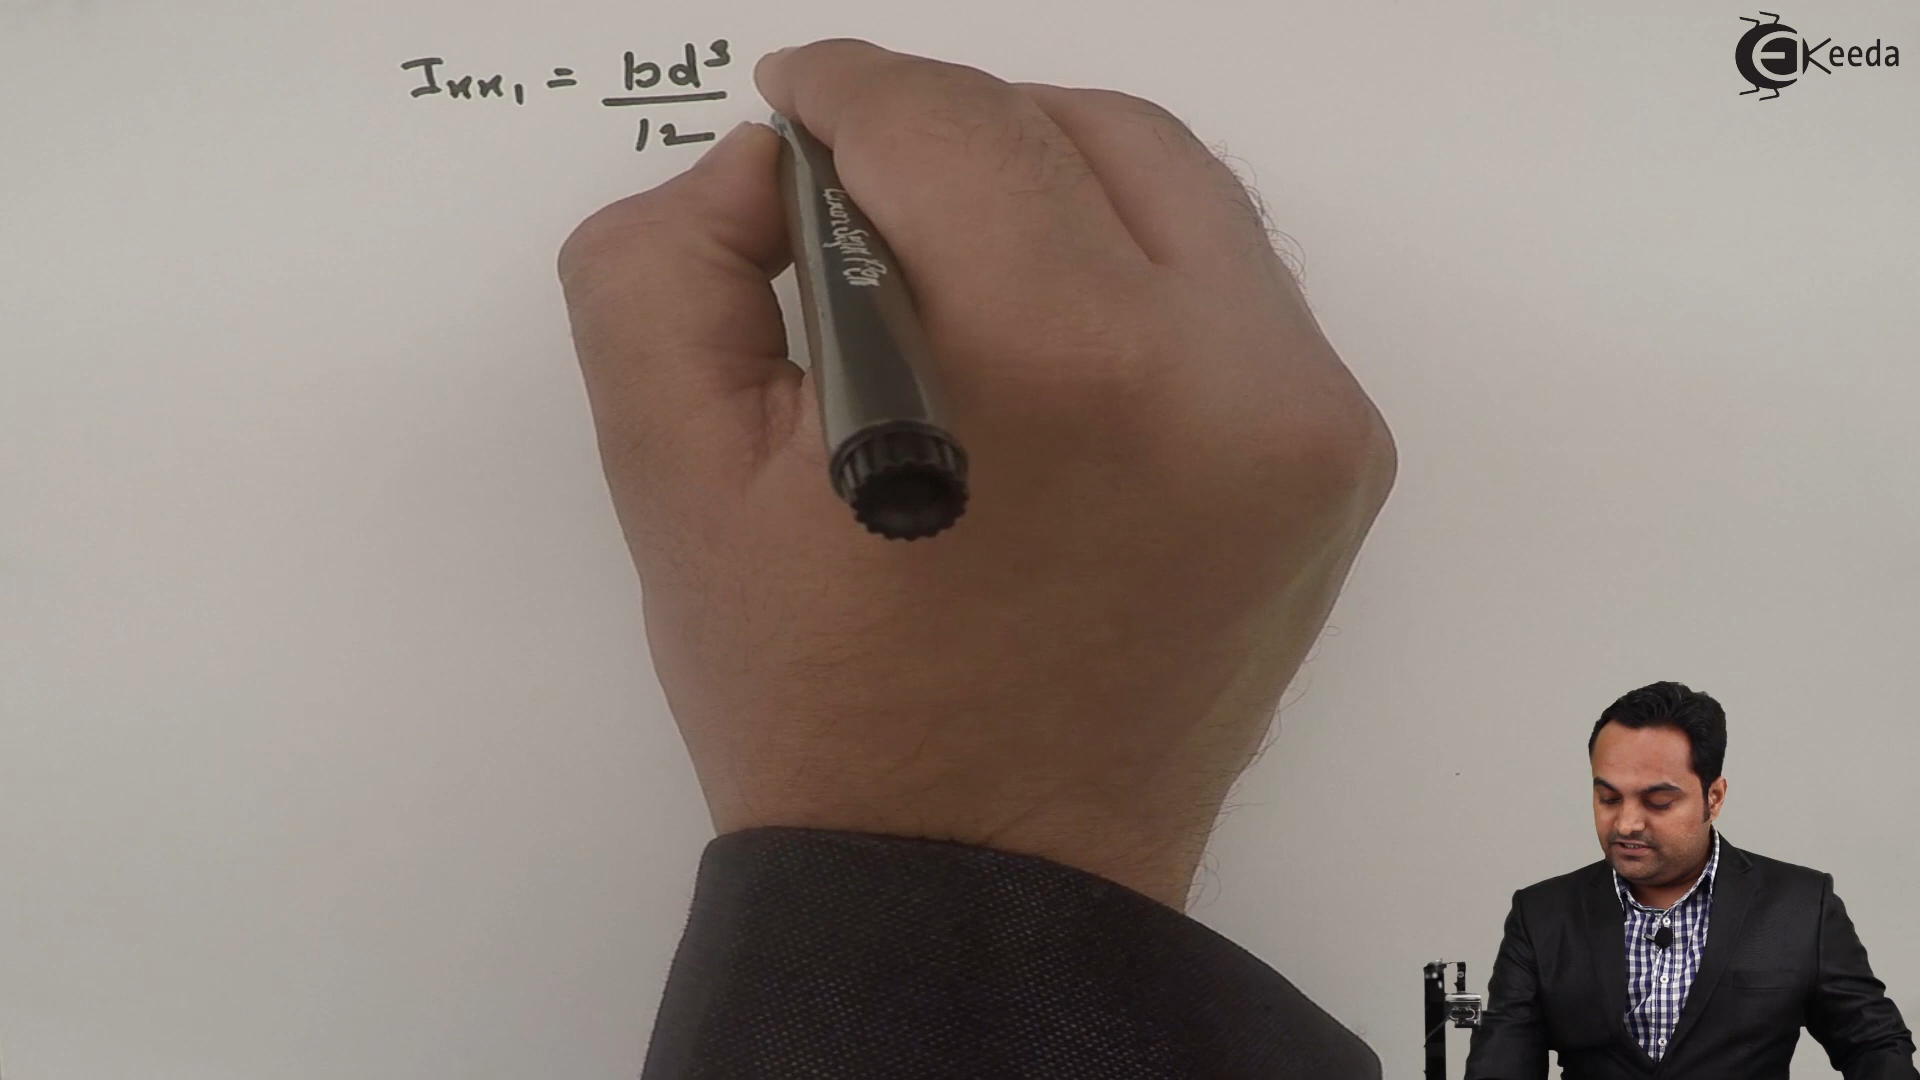 Ixx₁ = bd³
12
EKeeda